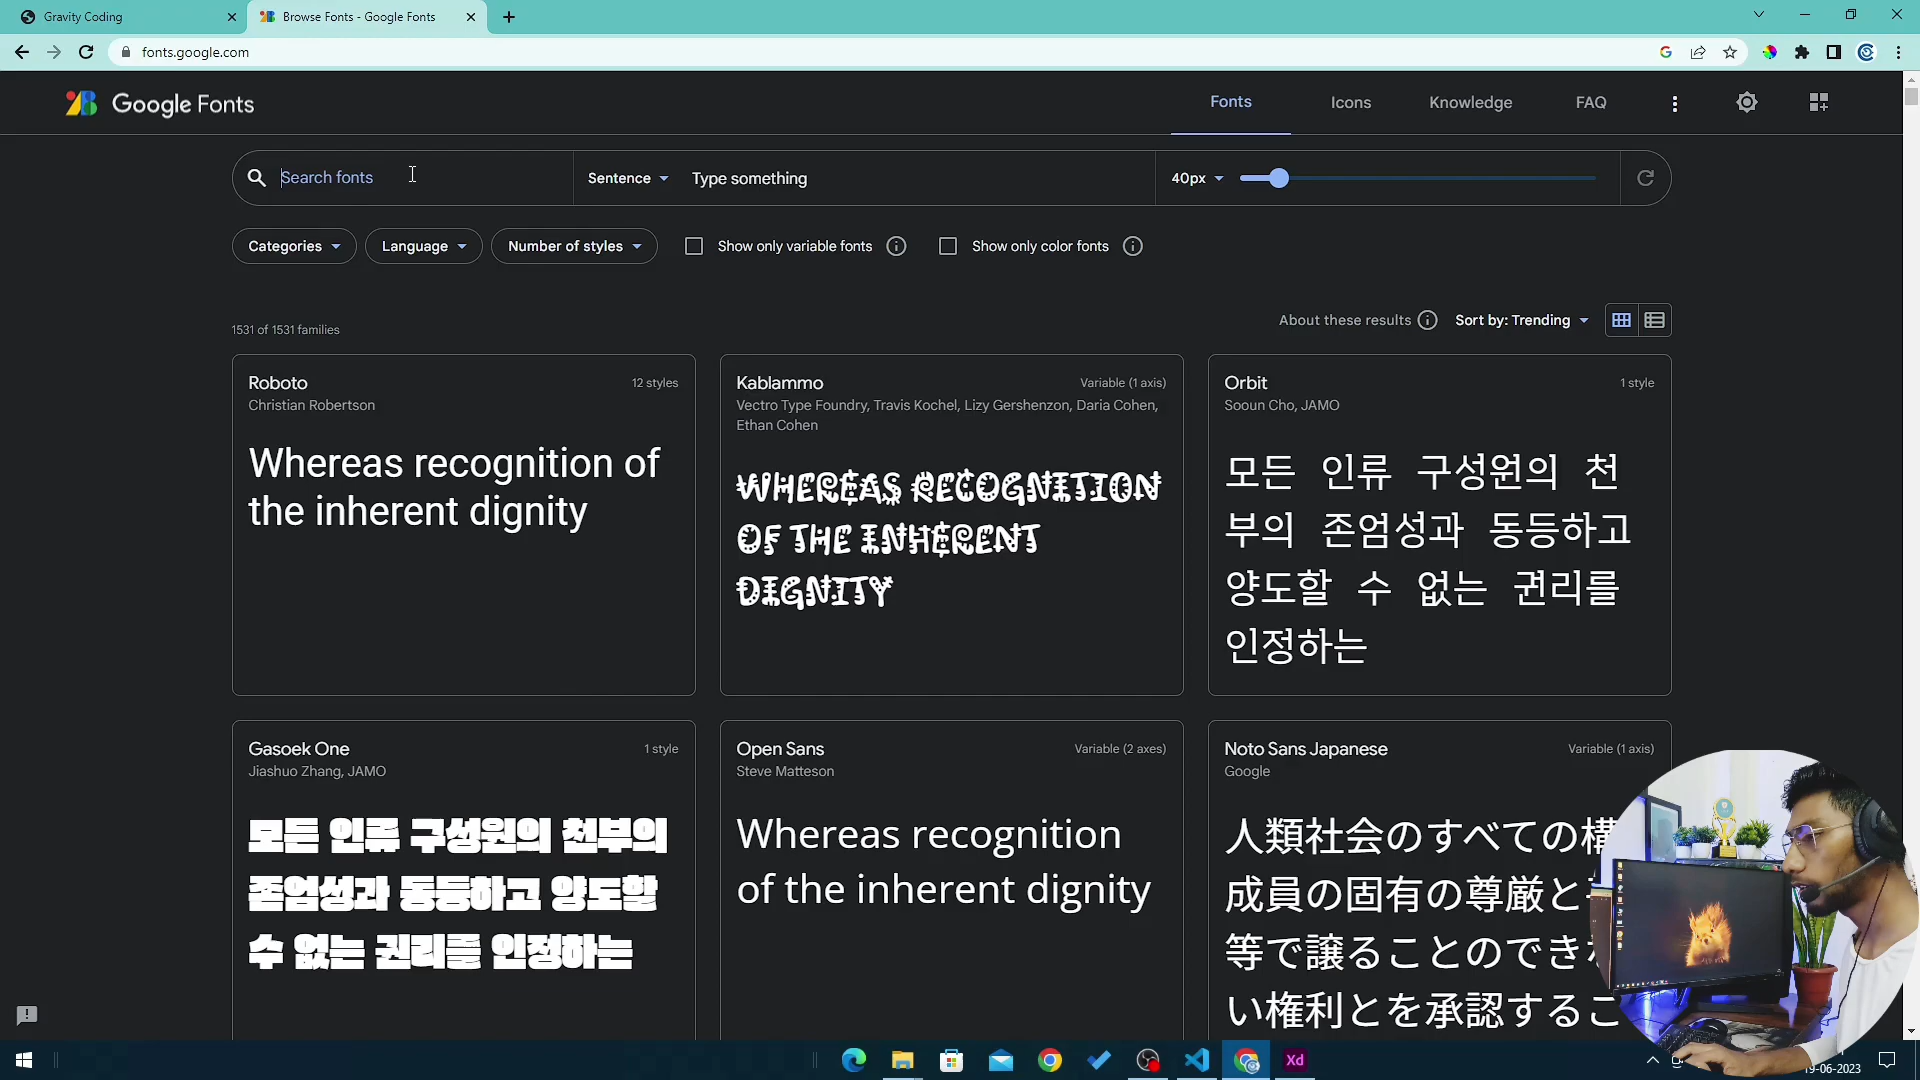 Gravity Coding
Browse Fonts - Google Fonts
fonts.google.com
Google Fonts
Fonts
Icons
Knowledge
FAQ
Search fonts
Sentence
Type something
40px
Categories
Language
Number of styles
Show only variable fonts
Show only color fonts
1531 of 1531 families
About these results
Sort by: Trending
Roboto
12 styles
Christian Robertson
Whereas recognition of
the inherent dignity
Kablammo
Variable (1 axis)
Vectro Type Foundry, Travis Kochel, Lizy Gershenzon, Daria Cohen,
Ethan Cohen
WHEREAS RECOGNITION
OF THE INHERENT
DIGNITY
Orbit
1 style
Sooun Cho, JAMO
모든 인류 구성원의 천
부의 존엄성과 동등하고
양도할 수 없는 권리를
인정하는
Gasoek One
1 style
Jiashuo Zhang, JAMO
모든 인류 구성원의 천부의
존엄성과 동등하고 양도할
수 없는 권리를 인정하는
Open Sans
Variable (2 axes)
Steve Matteson
Whereas recognition
of the inherent dignity
Noto Sans Japanese
Variable (1 axis)
Google
人類社会のすべての構
成員の固有の尊厳と
等で譲ることのでき
い権利とを承認するこ
Xd
19-06-2023